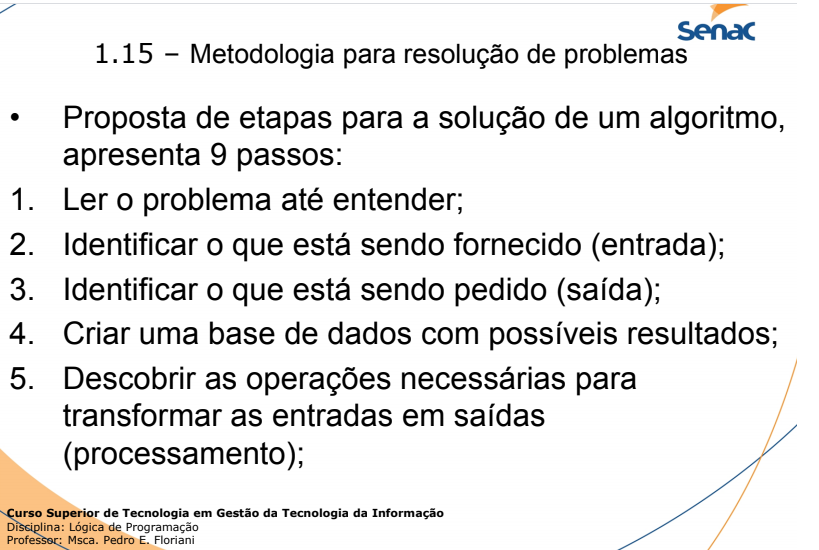 senac
1.15 – Metodologia para resolução de problemas
• Proposta de etapas para a solução de um algoritmo,
apresenta 9 passos:
1. Ler o problema até entender;
2. Identificar o que está sendo fornecido (entrada);
3. Identificar o que está sendo pedido (saída);
4. Criar uma base de dados com possíveis resultados;
5. Descobrir as operações necessárias para
transformar as entradas em saídas
(processamento);
Curso Superior de Tecnologia em Gestão da Tecnologia da Informação
Disciplina: Lógica de Programação
Professor: Msca. Pedro E. Floriani